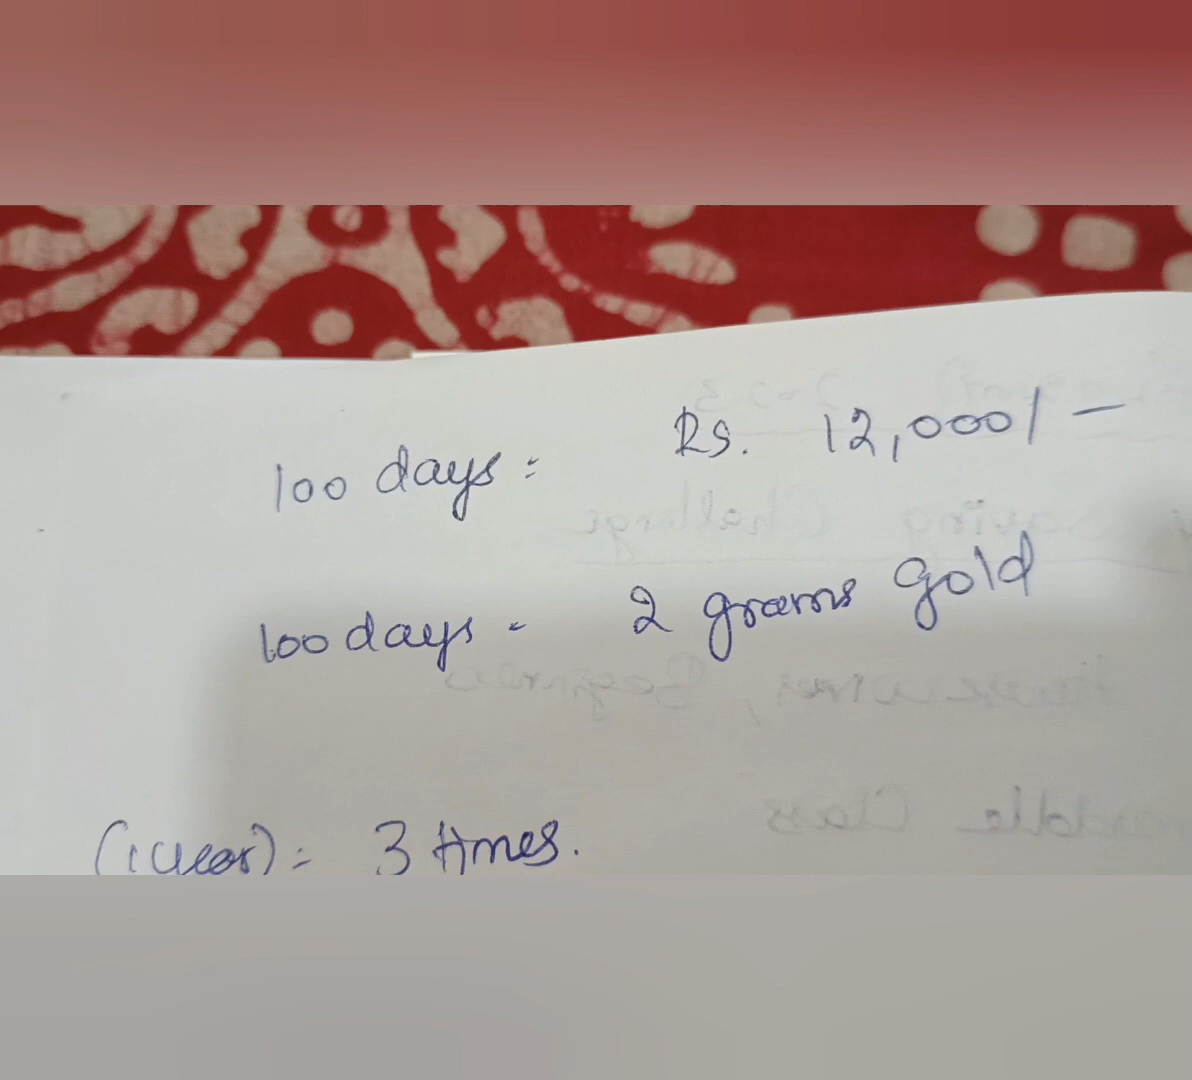 100 days = Rs. 12,000/-
100 days - 2 grams gold
(1 year) = 3 times.